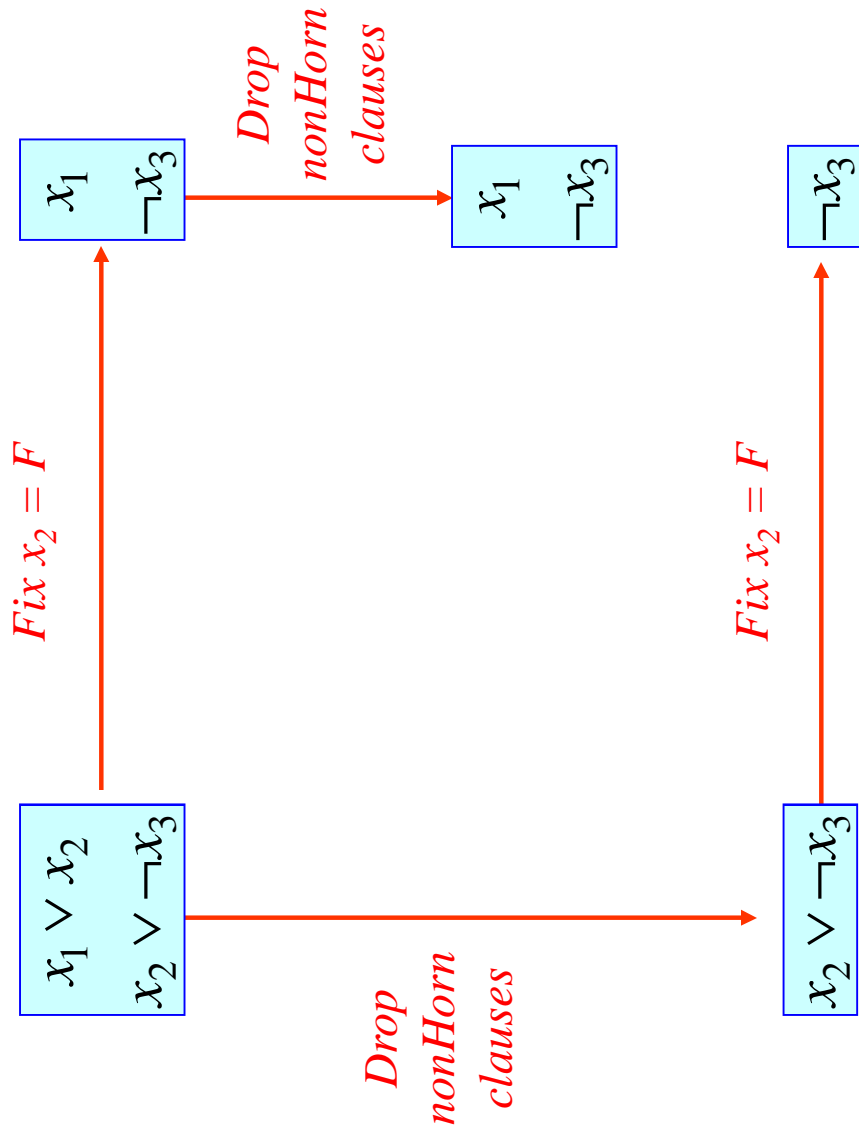 Fix x₂ = F
x₁ ∨ x₂
x₂ ∨ ¬x₃
x₁
¬x₃
Drop
nonHorn
clauses
Drop
nonHorn
clauses
x₁
¬x₃
Fix x₂ = F
x₂ ∨ ¬x₃
¬x₃